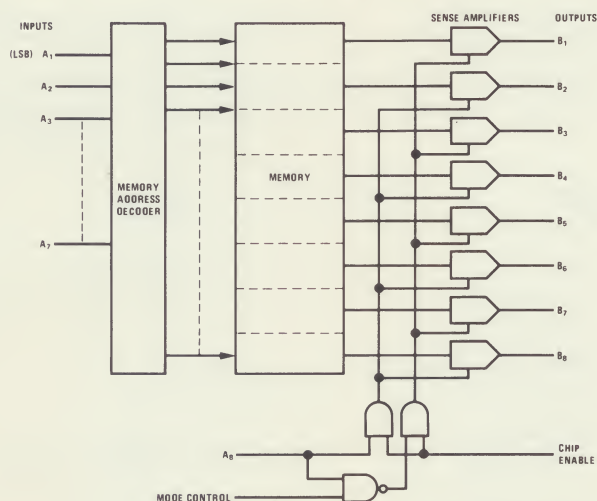 INPUTS
SENSE AMPLIFIERS
OUTPUTS
(LSB) A₁
A₂
A₃
A₇
MEMORY
ADDRESS
DECODER
MEMORY
B₁
B₂
B₃
B₄
B₅
B₆
B₇
B₈
A₈
CHIP
ENABLE
MODE CONTROL